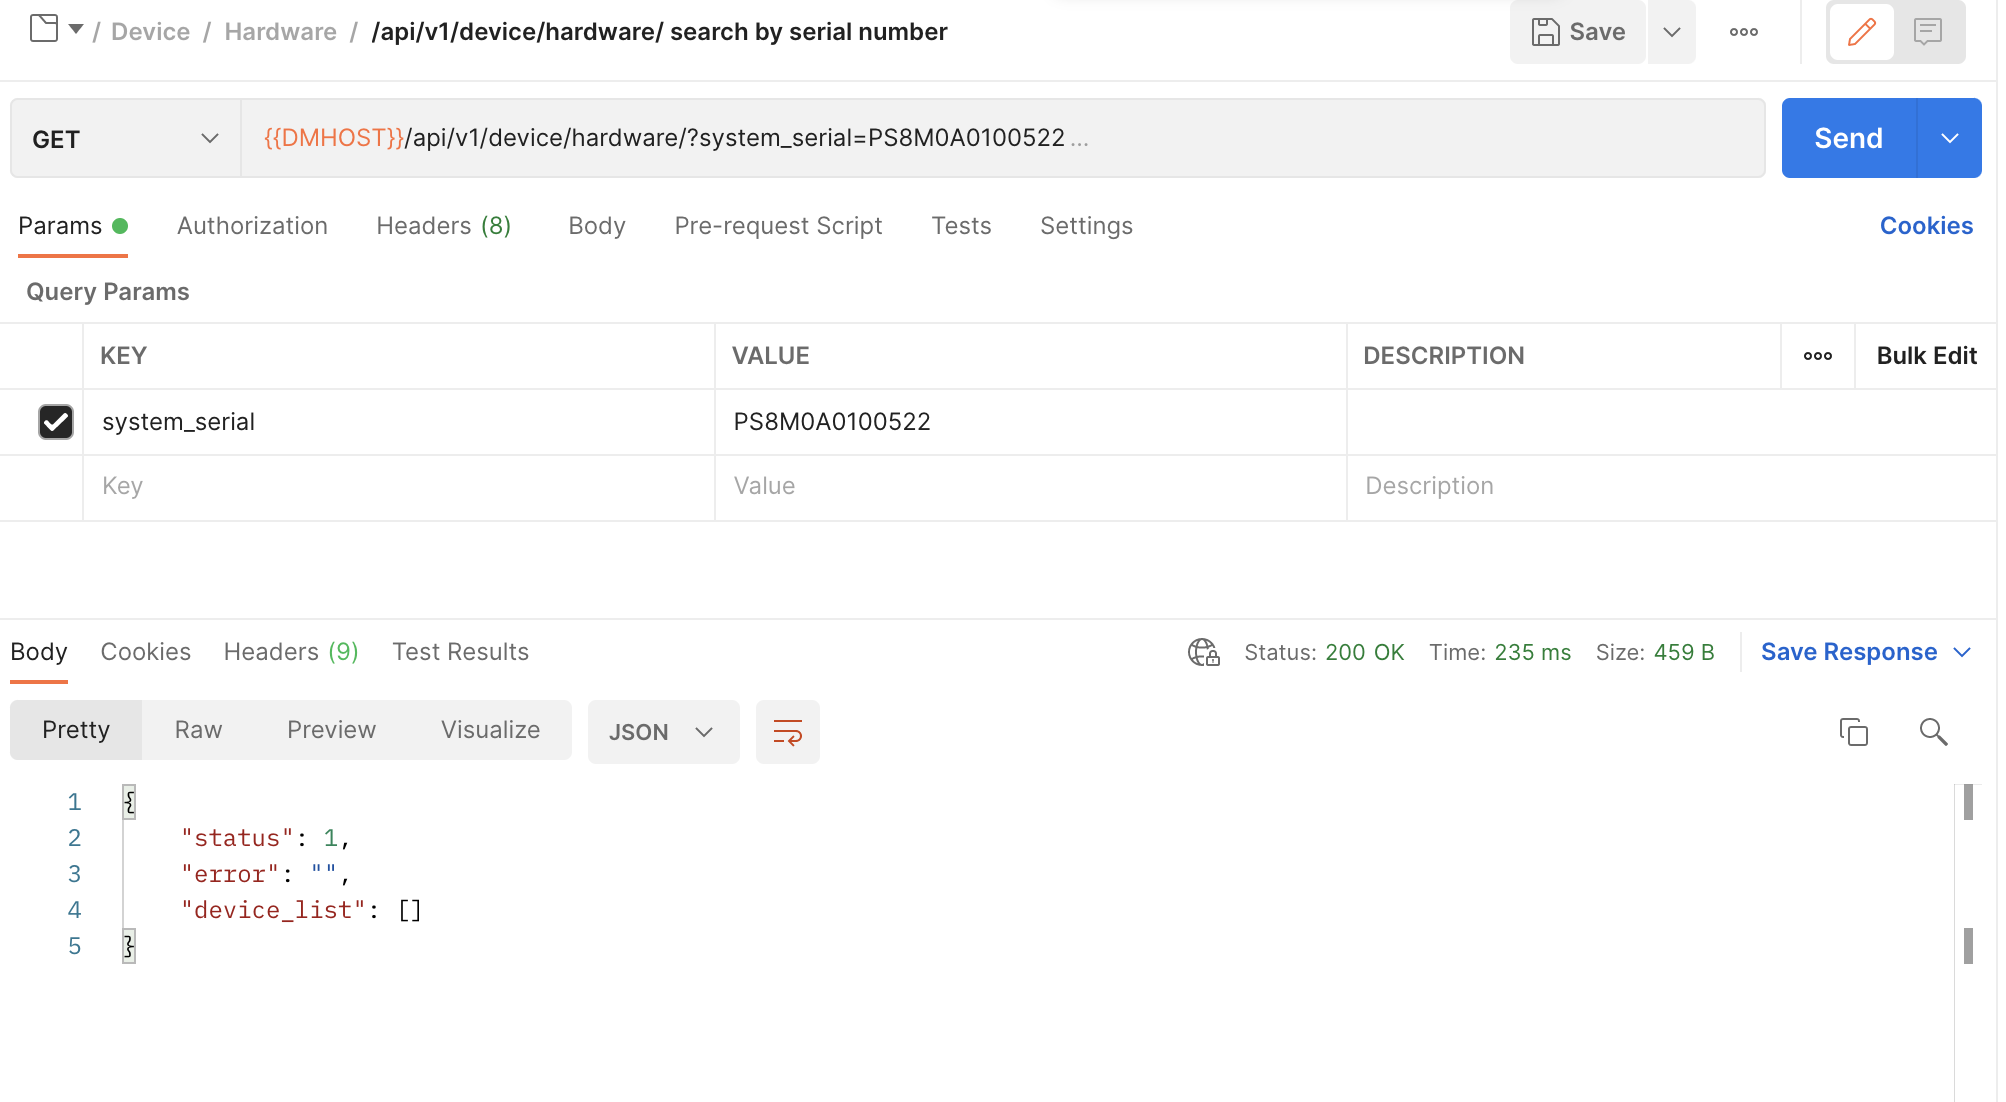 / Device / Hardware / /api/v1/device/hardware/ search by serial number
Save
GET
{{DMHOST}}/api/v1/device/hardware/?system_serial=PS8M0A0100522 ...
Send
Params Authorization Headers (8) Body Pre-request Script Tests Settings
Cookies
Query Params
KEY VALUE DESCRIPTION Bulk Edit
system_serial PS8M0A0100522
Key Value Description
Body Cookies Headers (9) Test Results
Status: 200 OK Time: 235 ms Size: 459 B Save Response
Pretty Raw Preview Visualize JSON
1 {
2 "status": 1,
3 "error": "",
4 "device_list": []
5 }